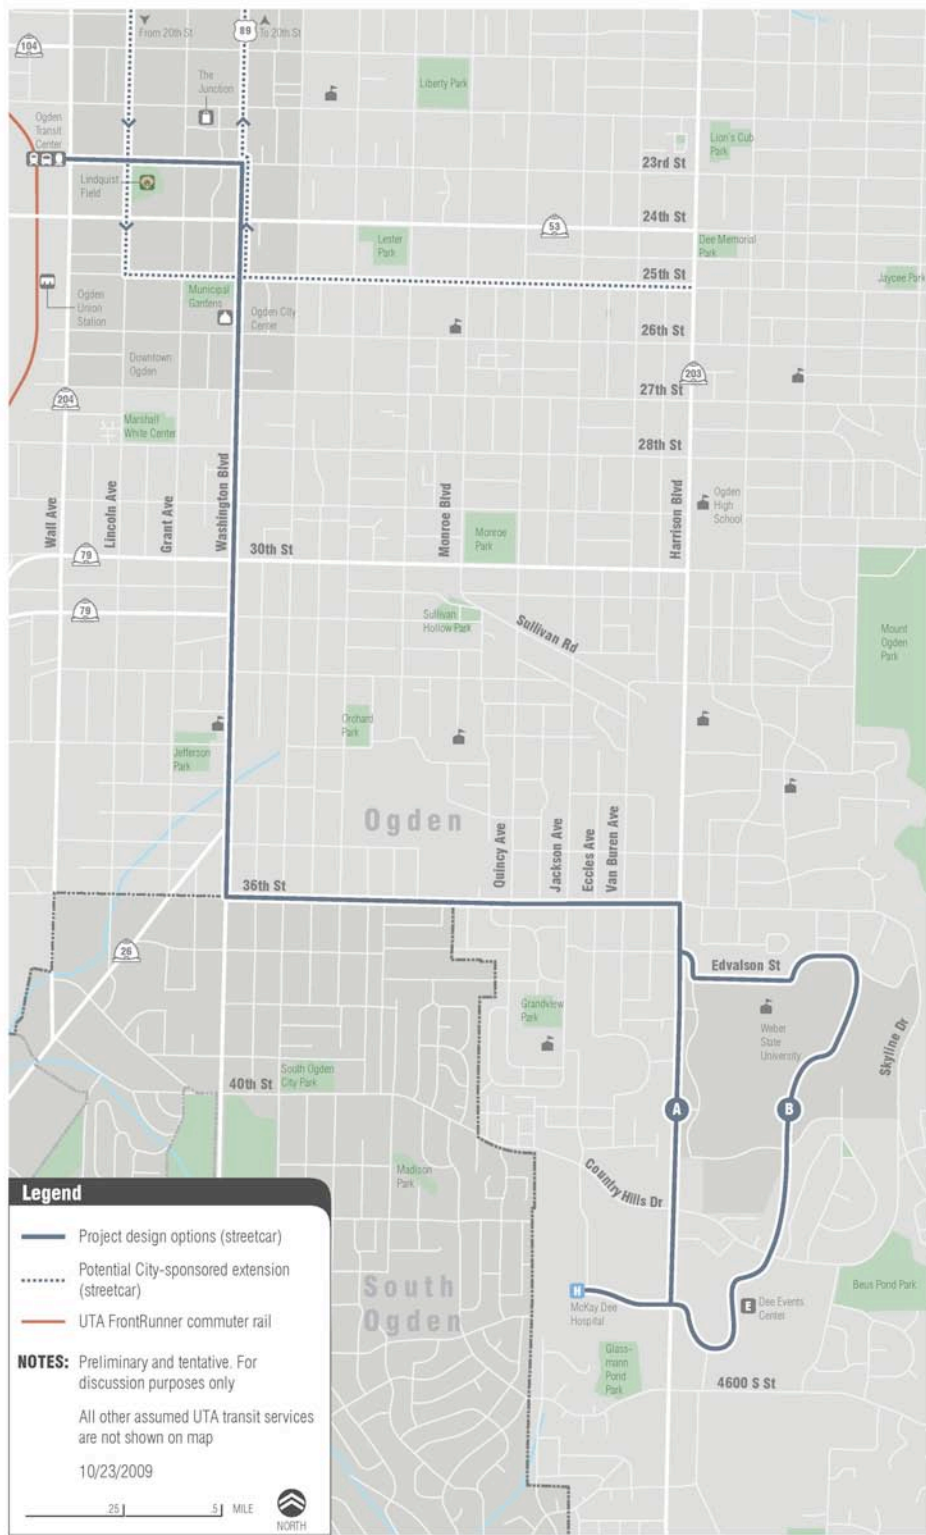 From 20th St
89
To 20th St
104
The
Junction
Liberty Park
Ogden
Transit
Center
Lion's Cub
Park
23rd St
Lindquist
Field
24th St
53
Lester
Park
Dee Memorial
Park
25th St
Jaycee Park
Ogden
Union
Station
Municipal
Gardens
Ogden City
Center
26th St
Downtown
Ogden
203
27th St
204
Marshall
White Center
28th St
Wall Ave
Lincoln Ave
Grant Ave
Washington Blvd
Monroe Blvd
Harrison Blvd
Ogden
High
School
Monroe
Park
79
30th St
79
Sullivan
Hollow Park
Sullivan Rd
Mount
Ogden
Park
Orchard
Park
Jefferson
Park
Ogden
Quincy Ave
Jackson Ave
Eccles Ave
Van Buren Ave
36th St
26
Edvalson St
Grandview
Park
Weber
State
University
Skyline Dr
South Ogden
City Park
40th St
A
B
Madison
Park
Country Hills Dr
South
Ogden
H
McKay Dee
Hospital
E
Dee Events
Center
Beus Pond Park
Glass-
mann
Pond
Park
4600 S St
Legend
Project design options (streetcar)
Potential City-sponsored extension
(streetcar)
UTA FrontRunner commuter rail
NOTES: Preliminary and tentative. For
discussion purposes only
All other assumed UTA transit services
are not shown on map
10/23/2009
.25 .5 MILE
NORTH